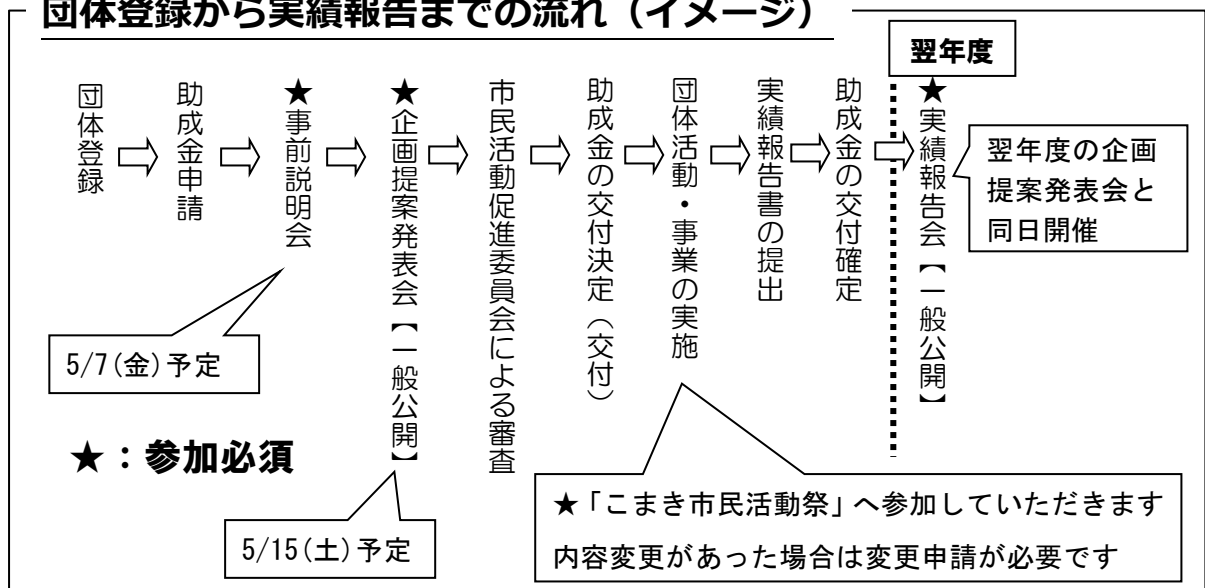 団体登録から実績報告までの流れ（イメージ）
翌年度
団体登録
助成金申請
★事前説明会
★企画提案発表会【一般公開】
市民活動促進委員会による審査
助成金の交付決定（交付）
団体活動・事業の実施
実績報告書の提出
助成金の交付確定
★実績報告会【一般公開】
翌年度の企画
提案発表会と
同日開催
5/7(金)予定
★：参加必須
5/15(土)予定
★「こまき市民活動祭」へ参加していただきます
内容変更があった場合は変更申請が必要です